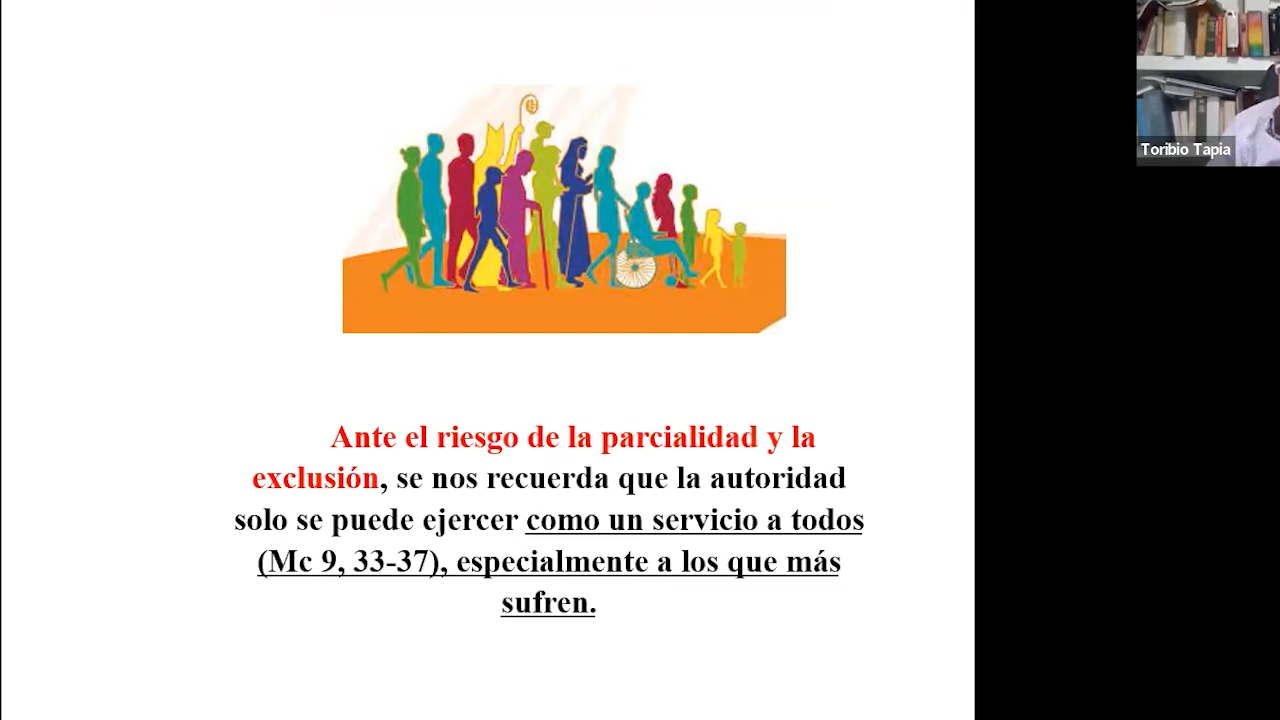 Toribio Tapia
Ante el riesgo de la parcialidad y la
exclusión, se nos recuerda que la autoridad
solo se puede ejercer como un servicio a todos
(Mc 9, 33-37), especialmente a los que más
sufren.